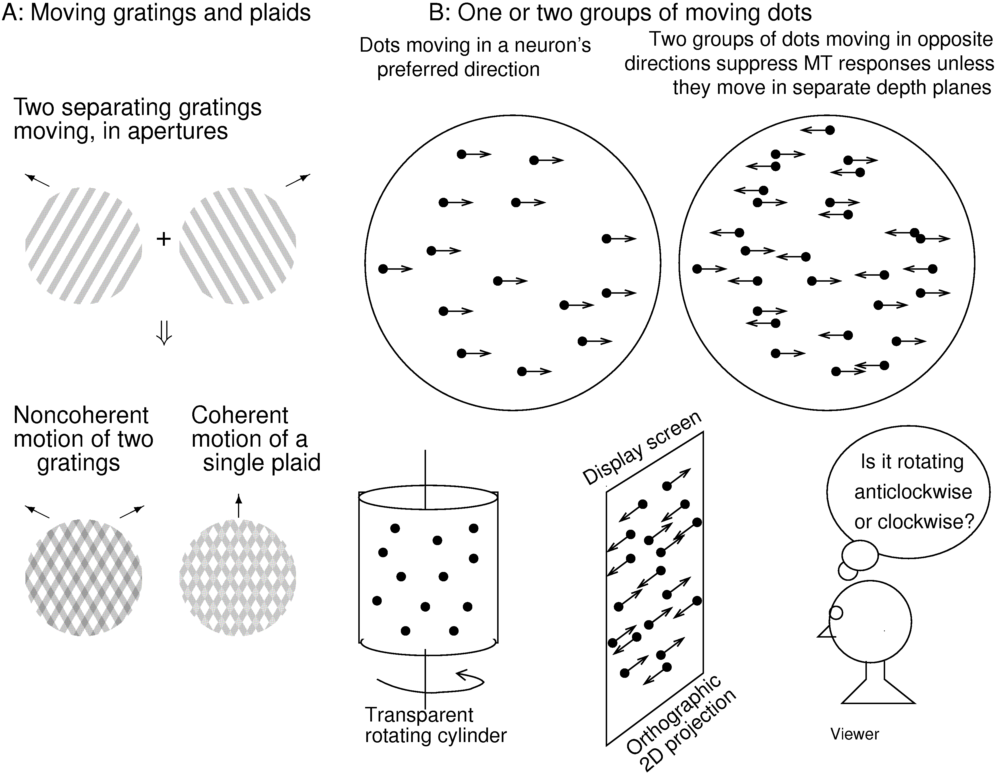 A: Moving gratings and plaids
Two separating gratings
moving, in apertures
+
⇓
Noncoherent
motion of two
gratings
Coherent
motion of a
single plaid
B: One or two groups of moving dots
Dots moving in a neuron's
preferred direction
Two groups of dots moving in opposite
directions suppress MT responses unless
they move in separate depth planes
Transparent
rotating cylinder
Display screen
Orthographic
2D projection
Is it rotating
anticlockwise
or clockwise?
Viewer